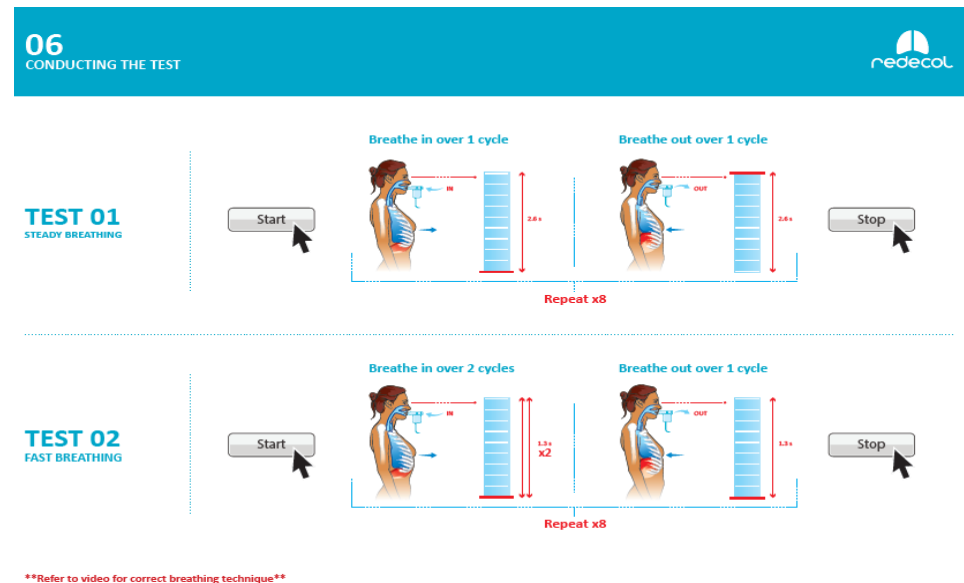 06
CONDUCTING THE TEST
redecol
Breathe in over 1 cycle
Breathe out over 1 cycle
TEST 01
STEADY BREATHING
Start
IN
2.6 s
OUT
2.6 s
Stop
Repeat x8
Breathe in over 2 cycles
Breathe out over 1 cycle
TEST 02
FAST BREATHING
Start
IN
1.3 s
x2
OUT
1.3 s
Stop
Repeat x8
**Refer to video for correct breathing technique**